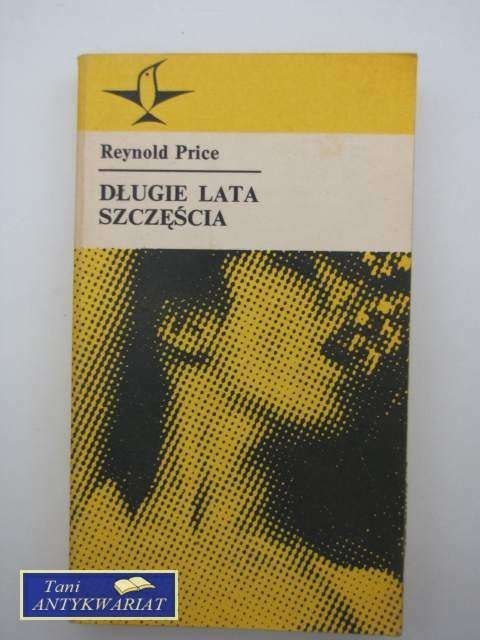 Reynold Price
DŁUGIE LATA
SZCZĘŚCIA
Tani
ANTYKWARIAT